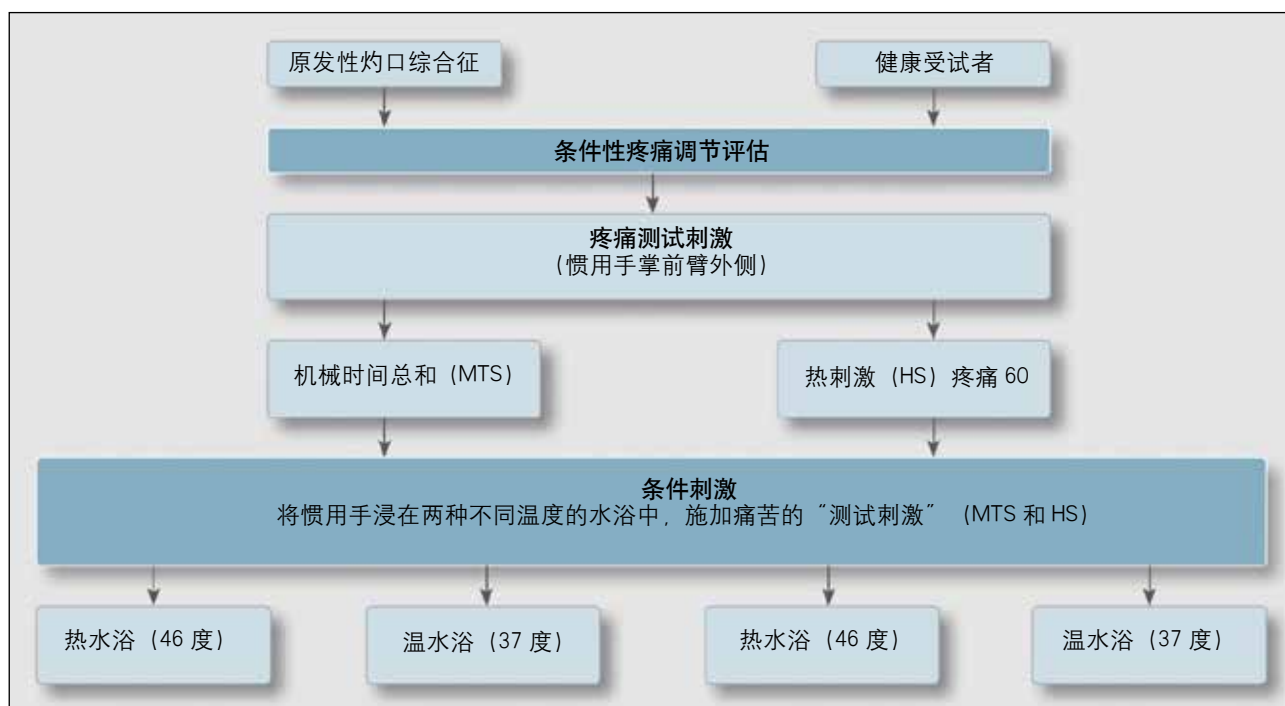 原发性灼口综合征
健康受试者
条件性疼痛调节评估
疼痛测试刺激
(惯用手掌前臂外侧)
机械时间总和 (MTS)
热刺激 (HS) 疼痛 60
条件刺激
将惯用手浸在两种不同温度的水浴中, 施加痛苦的 “测试刺激” (MTS 和 HS)
热水浴 (46 度)
温水浴 (37 度)
热水浴 (46 度)
温水浴 (37 度)